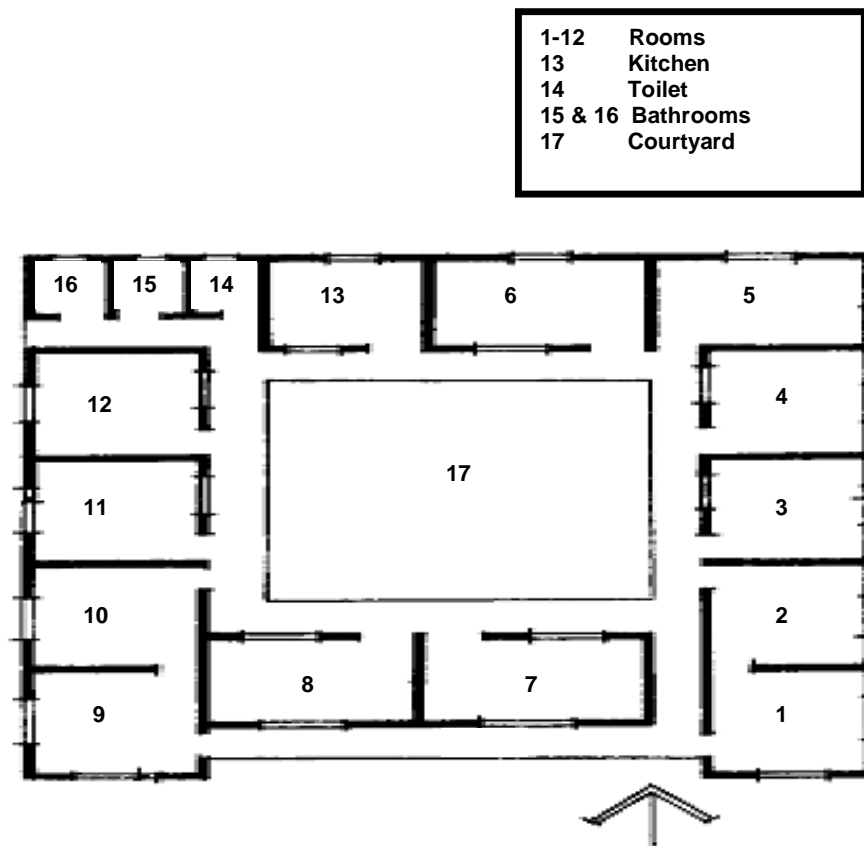 1-12 Rooms
13 Kitchen
14 Toilet
15 & 16 Bathrooms
17 Courtyard
16 15 14 13 6 5
12 4
17
11 3
10 2
8 7
9 1